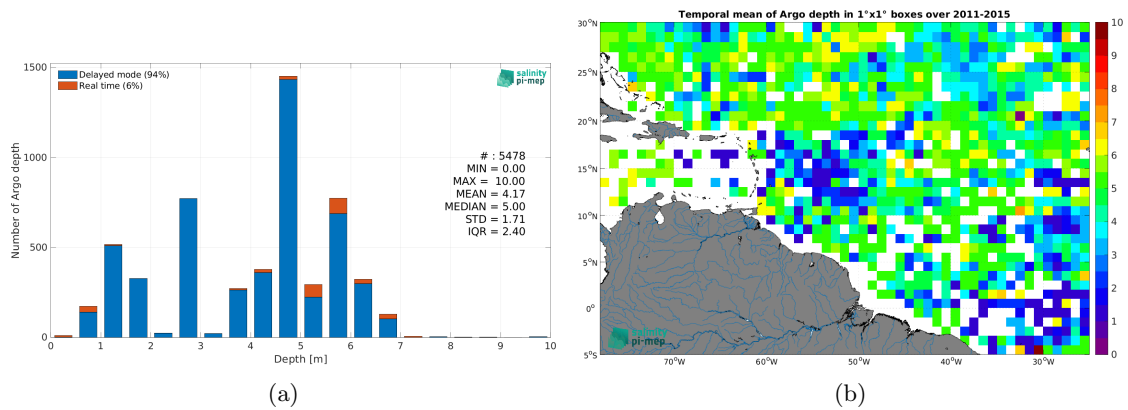 1500
1000
500
0
Number of Argo depth
Delayed mode (94%)
Real time (6%)
salinity
pi-mep
# : 5478
MIN = 0.00
MAX = 10.00
MEAN = 4.17
MEDIAN = 5.00
STD = 1.71
IQR = 2.40
0 1 2 3 4 5 6 7 8 9 10
Depth [m]
(a)
Temporal mean of Argo depth in 1°x1° boxes over 2011-2015
30°N
25°N
20°N
15°N
10°N
5°N
0°
5°S
70°W 60°W 50°W 40°W 30°W
salinity
pi-mep
10
9
8
7
6
5
4
3
2
1
0
(b)